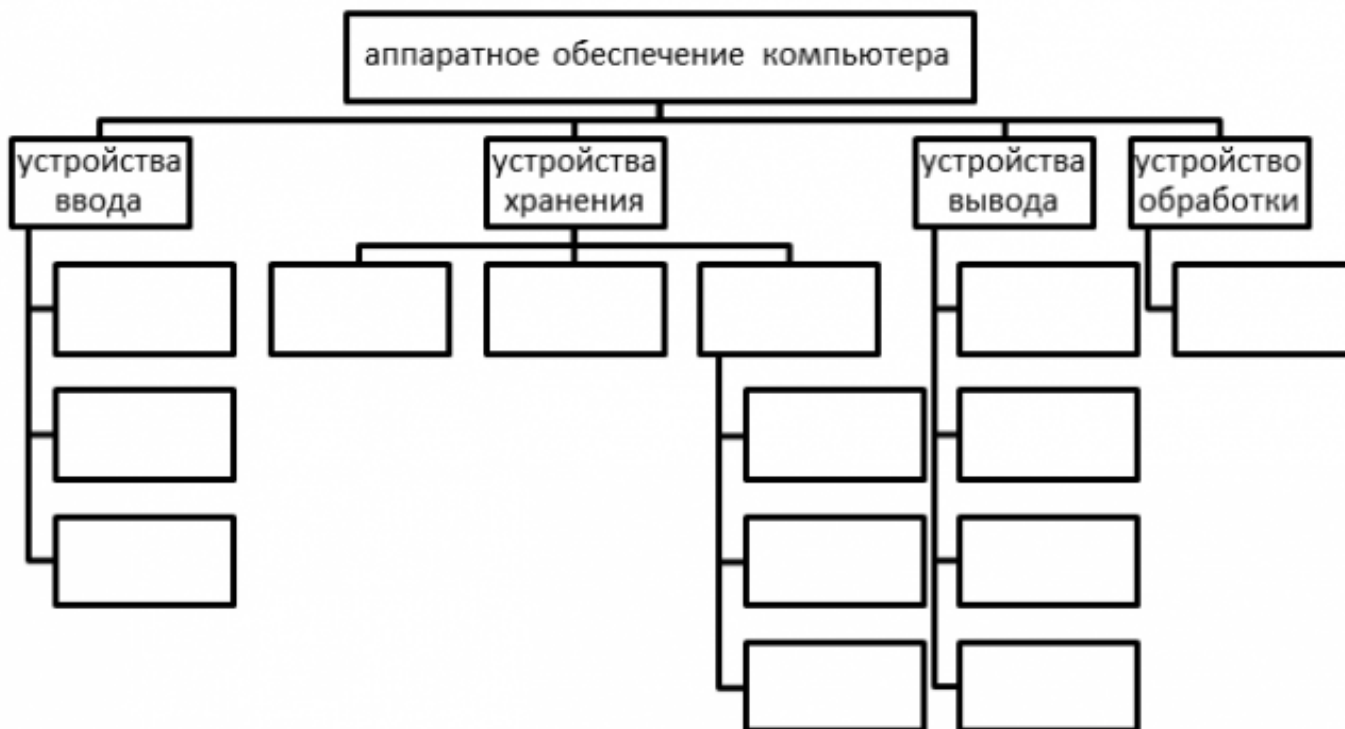 аппаратное обеспечение компьютера
устройства
ввода
устройства
хранения
устройства
вывода
устройство
обработки